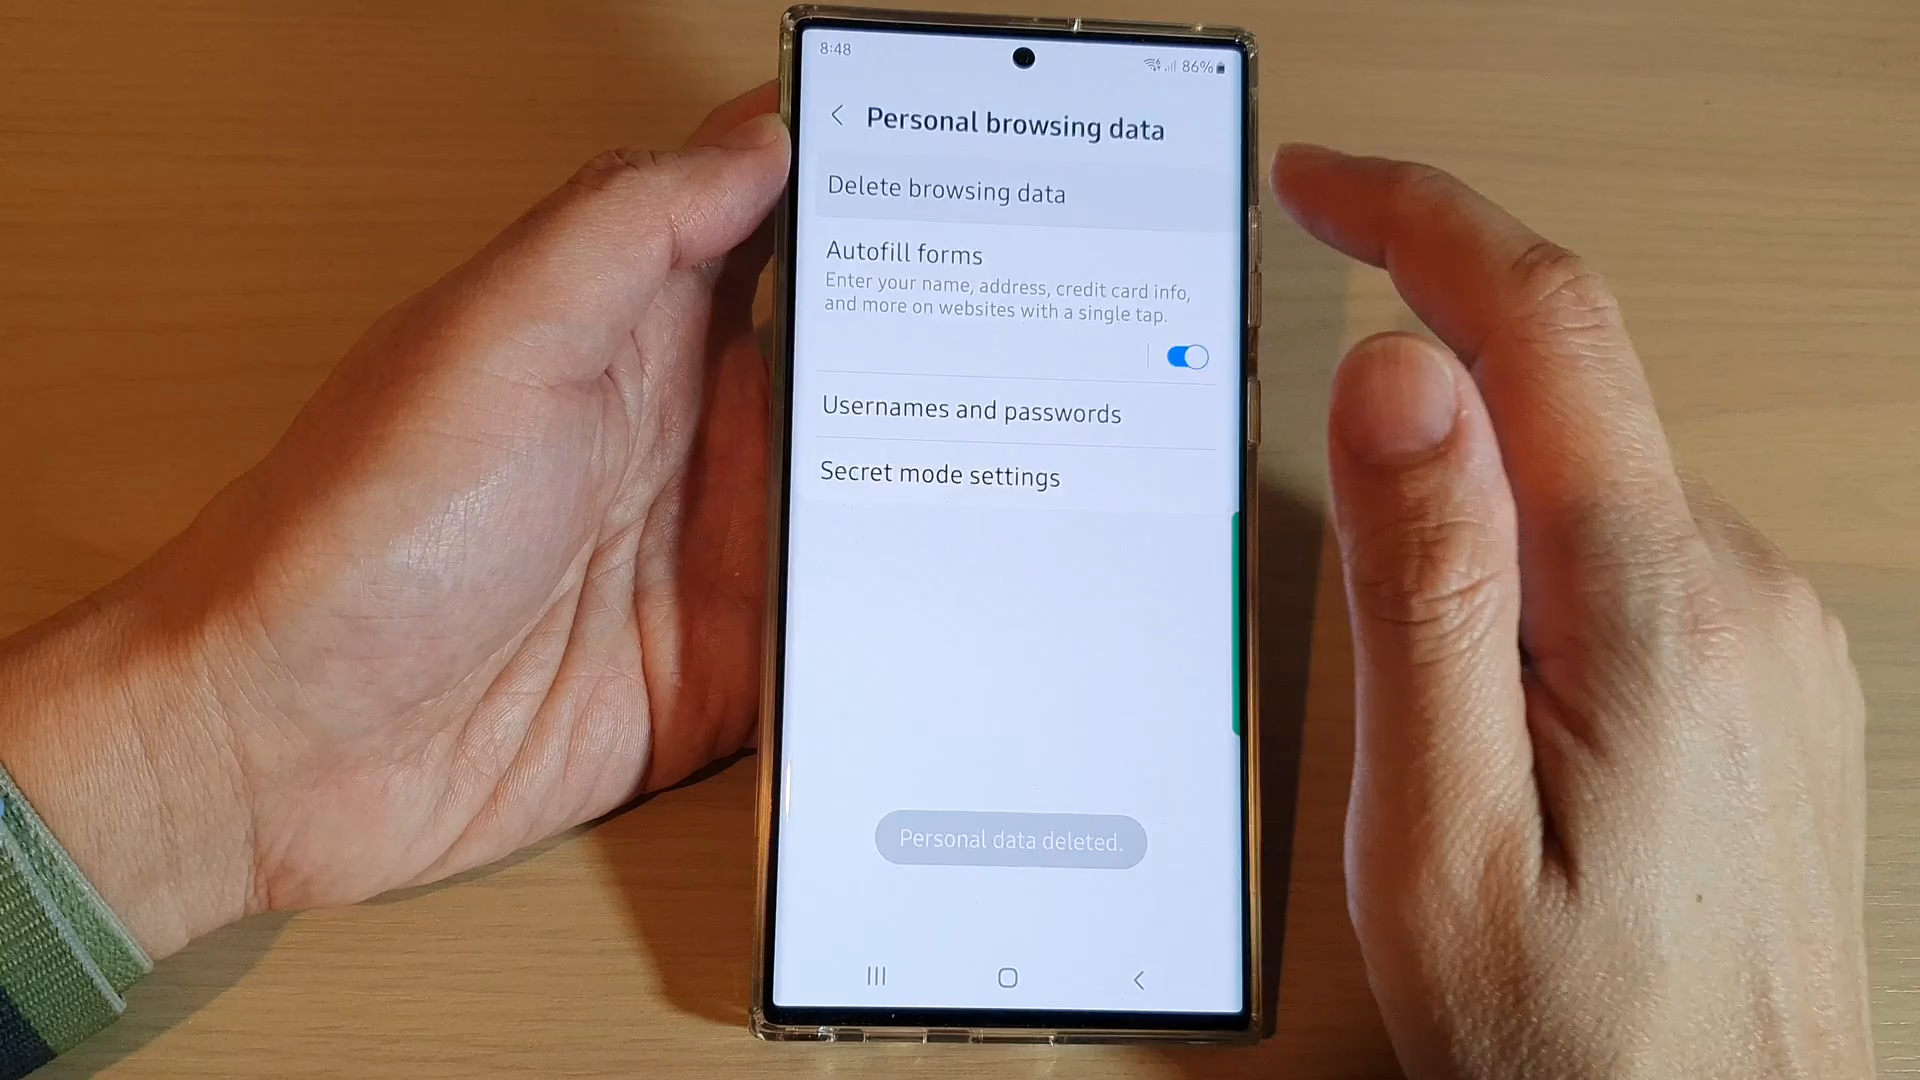 8:48
86%
Personal browsing data
Delete browsing data
Autofill forms
Enter your name, address, credit card info,
and more on websites with a single tap.
Usernames and passwords
Secret mode settings
Personal data deleted.